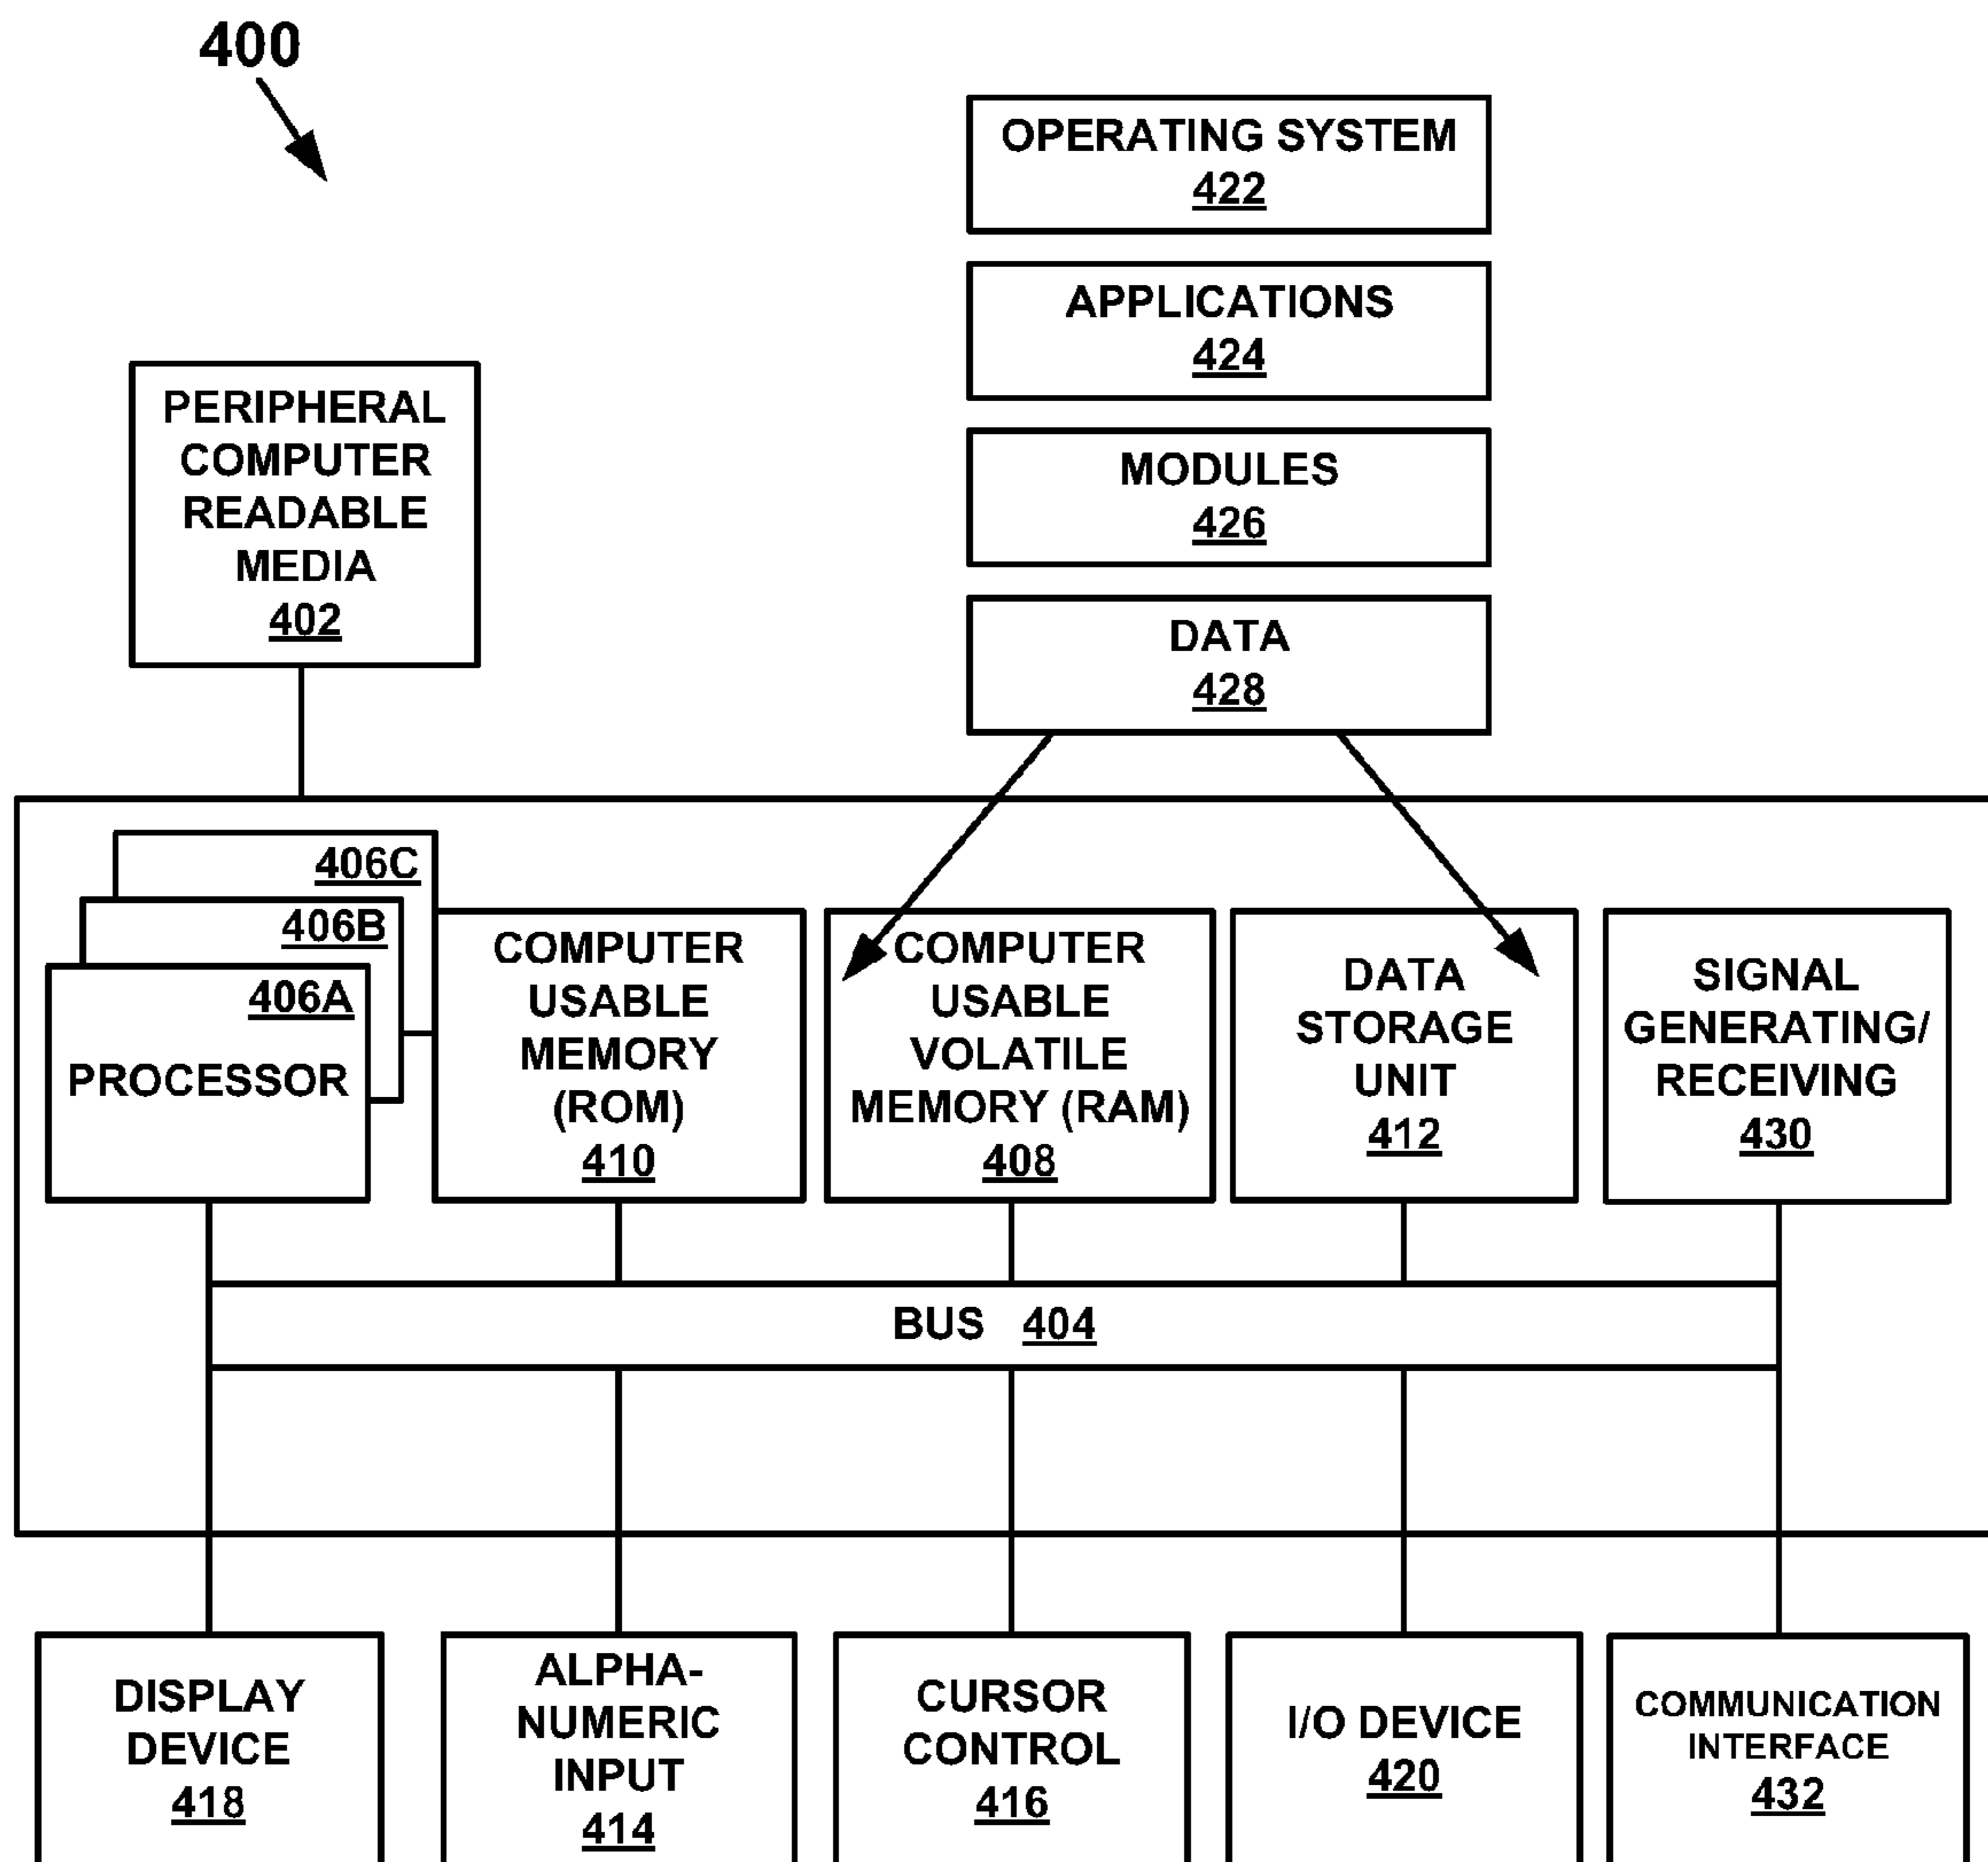 400
OPERATING SYSTEM
422
APPLICATIONS
424
MODULES
426
DATA
428
PERIPHERAL
COMPUTER
READABLE
MEDIA
402
406C
406B
406A
PROCESSOR
COMPUTER
USABLE
MEMORY
(ROM)
410
COMPUTER
USABLE
VOLATILE
MEMORY (RAM)
408
DATA
STORAGE
UNIT
412
SIGNAL
GENERATING/
RECEIVING
430
BUS 404
DISPLAY
DEVICE
418
ALPHA-
NUMERIC
INPUT
414
CURSOR
CONTROL
416
I/O DEVICE
420
COMMUNICATION
INTERFACE
432